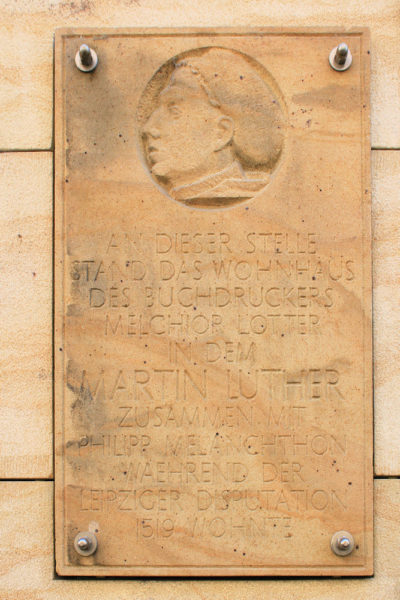 AN DIESER STELLE
STAND DAS WOHNHAUS
DES BUCHDRUCKERS
MELCHIOR LOTTER
IN DEM
MARTIN LUTHER
ZUSAMMEN MIT
PHILIPP MELANCHTHON
WAEHREND DER
LEIPZIGER DISPUTATION
1519 WOHNTE